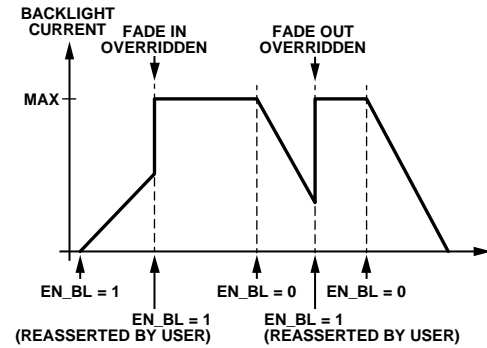 BACKLIGHT
CURRENT
FADE IN
OVERRIDDEN
FADE OUT
OVERRIDDEN
MAX
EN_BL = 1
EN_BL = 0
EN_BL = 0
EN_BL = 1
(REASSERTED BY USER)
EN_BL = 1
(REASSERTED BY USER)